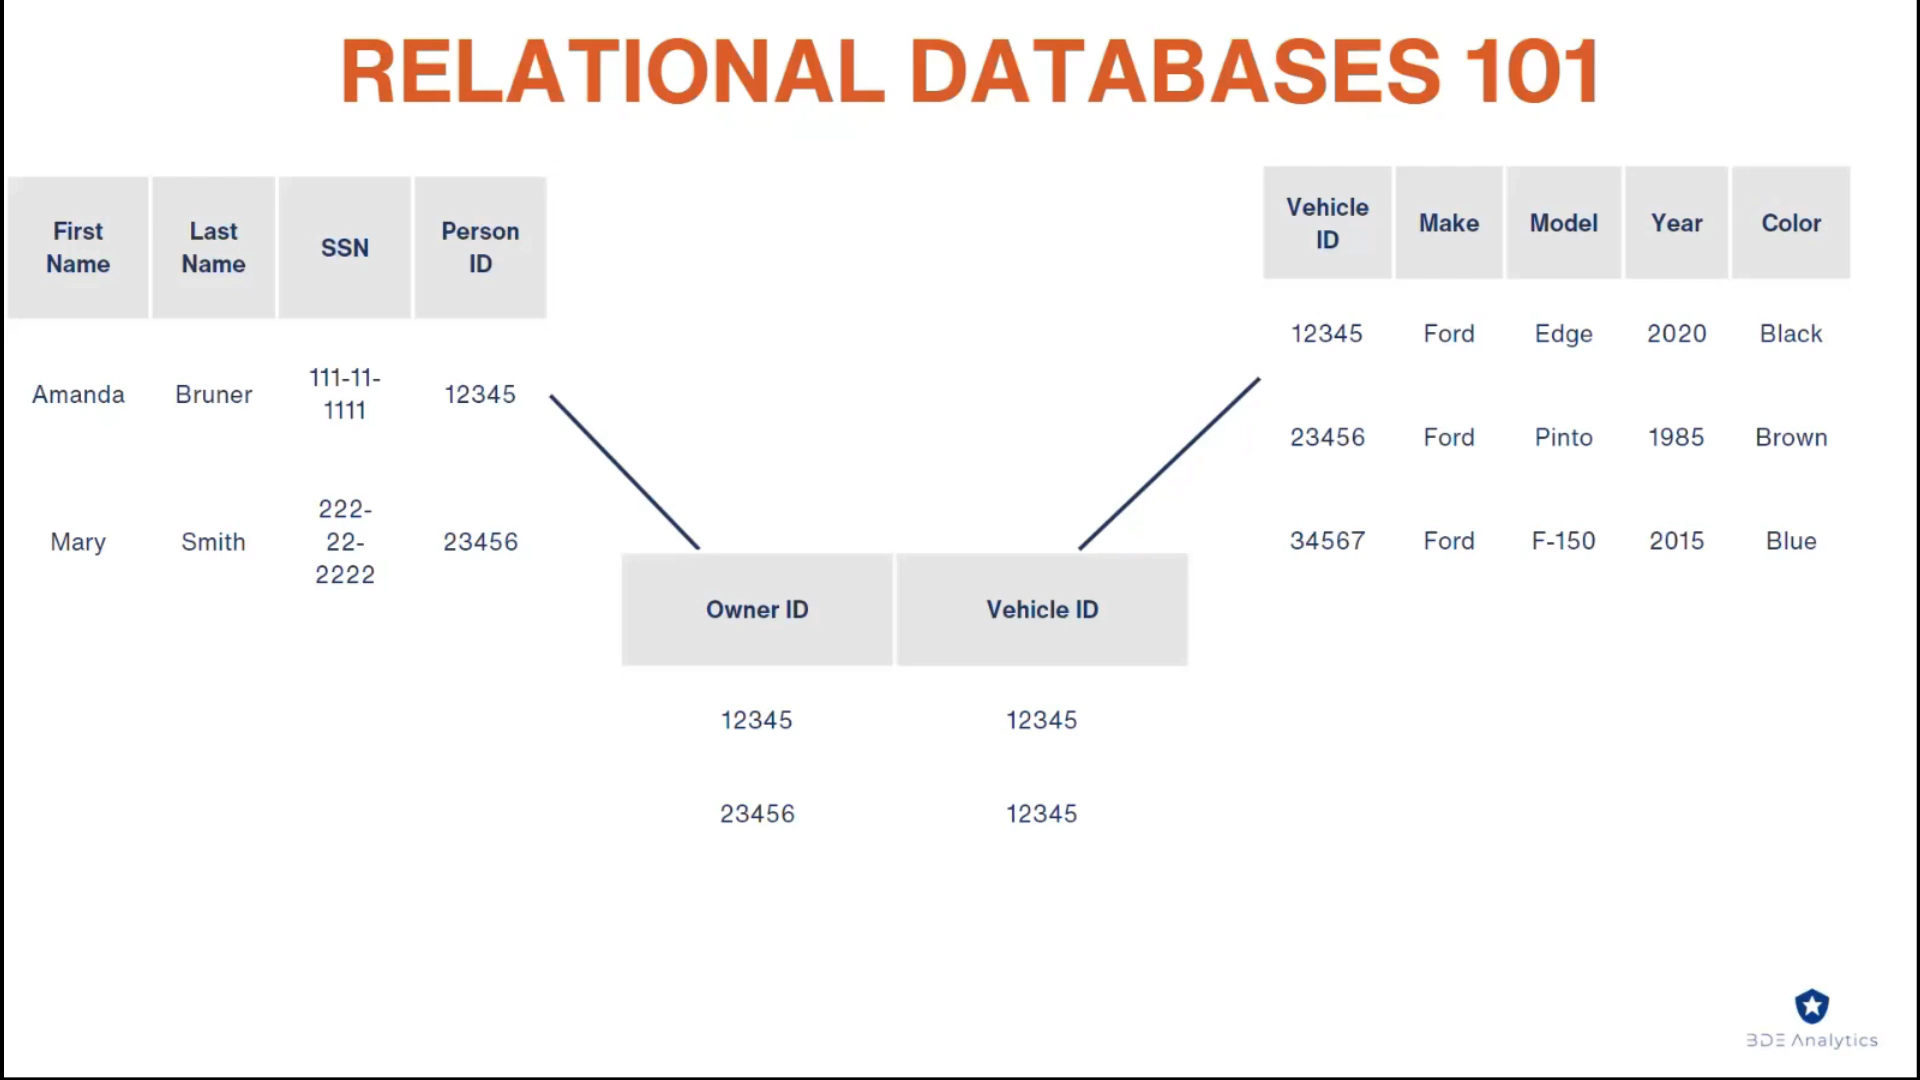 RELATIONAL DATABASES 101
First Name Last Name SSN Person ID
Amanda Bruner 111-11-1111 12345
Mary Smith 222-22-2222 23456
Vehicle ID Make Model Year Color
12345 Ford Edge 2020 Black
23456 Ford Pinto 1985 Brown
34567 Ford F-150 2015 Blue
Owner ID Vehicle ID
12345 12345
23456 12345
BDE Analytics